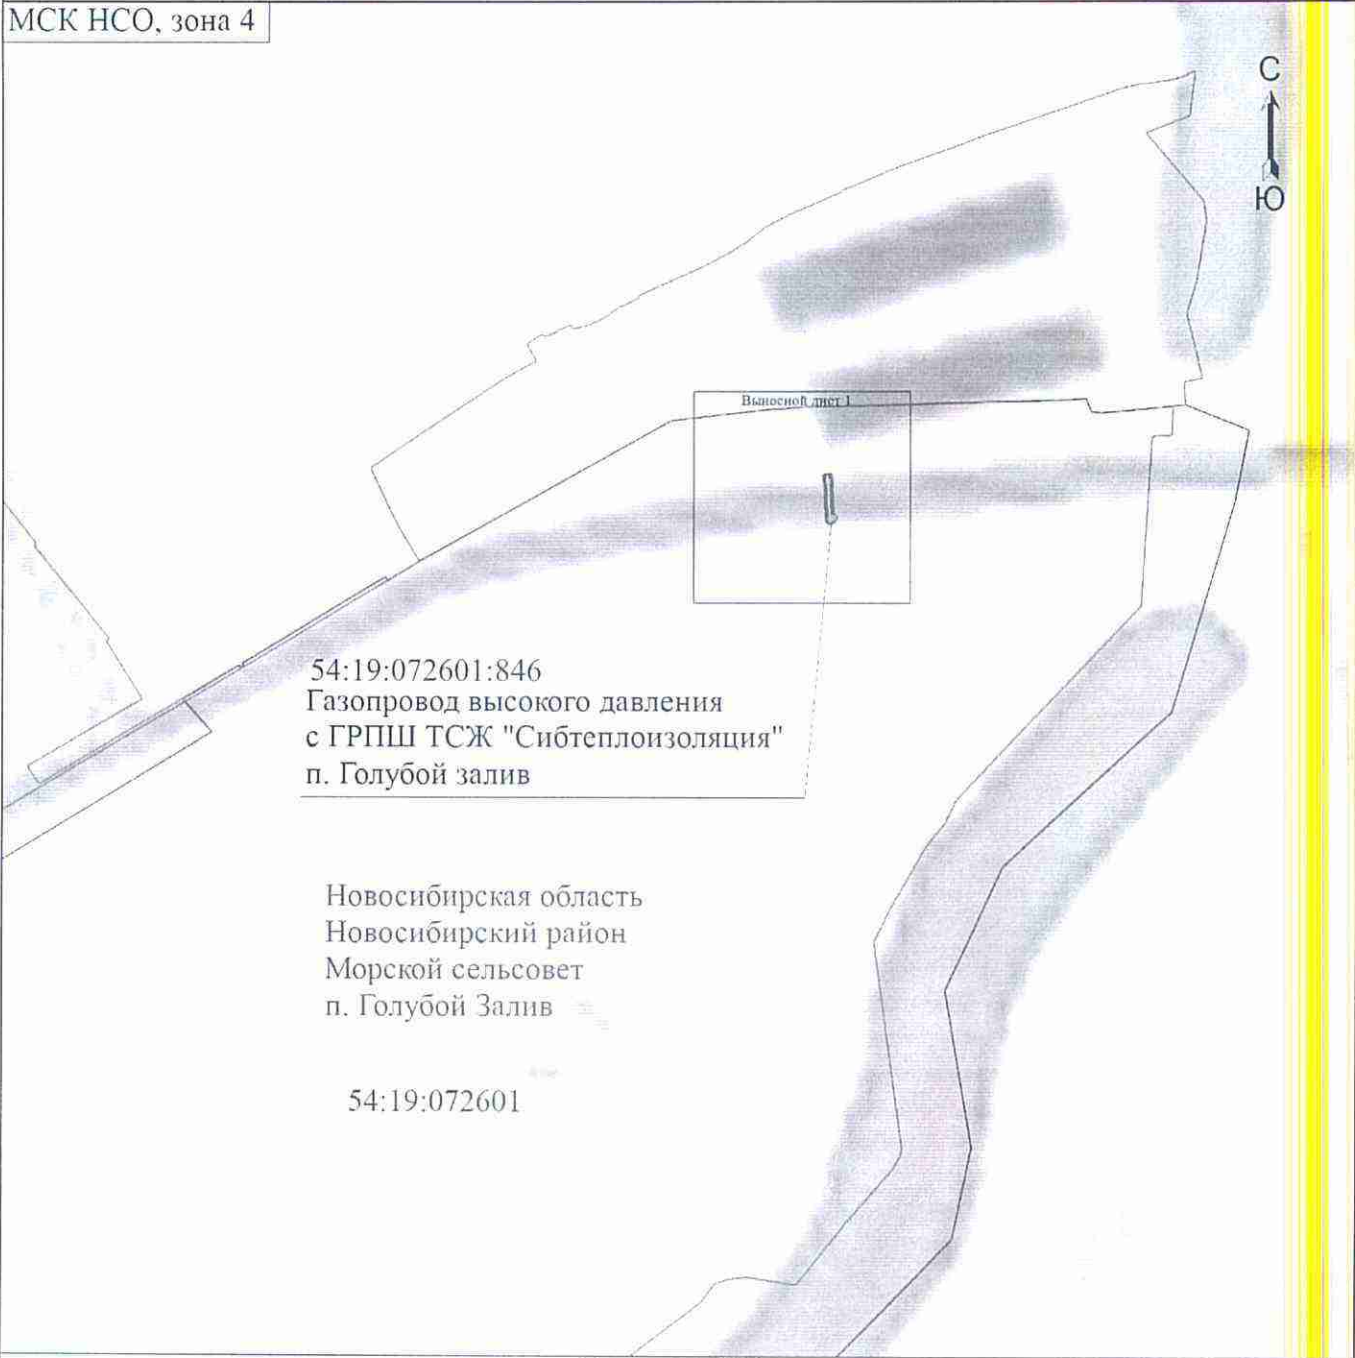 МСК НСО, зона 4
С
Ю
Выносной лист 1
54:19:072601:846
Газопровод высокого давления
с ГРПШ ТСЖ "Сибтеплоизоляция"
п. Голубой залив
Новосибирская область
Новосибирский район
Морской сельсовет
п. Голубой Залив
54:19:072601